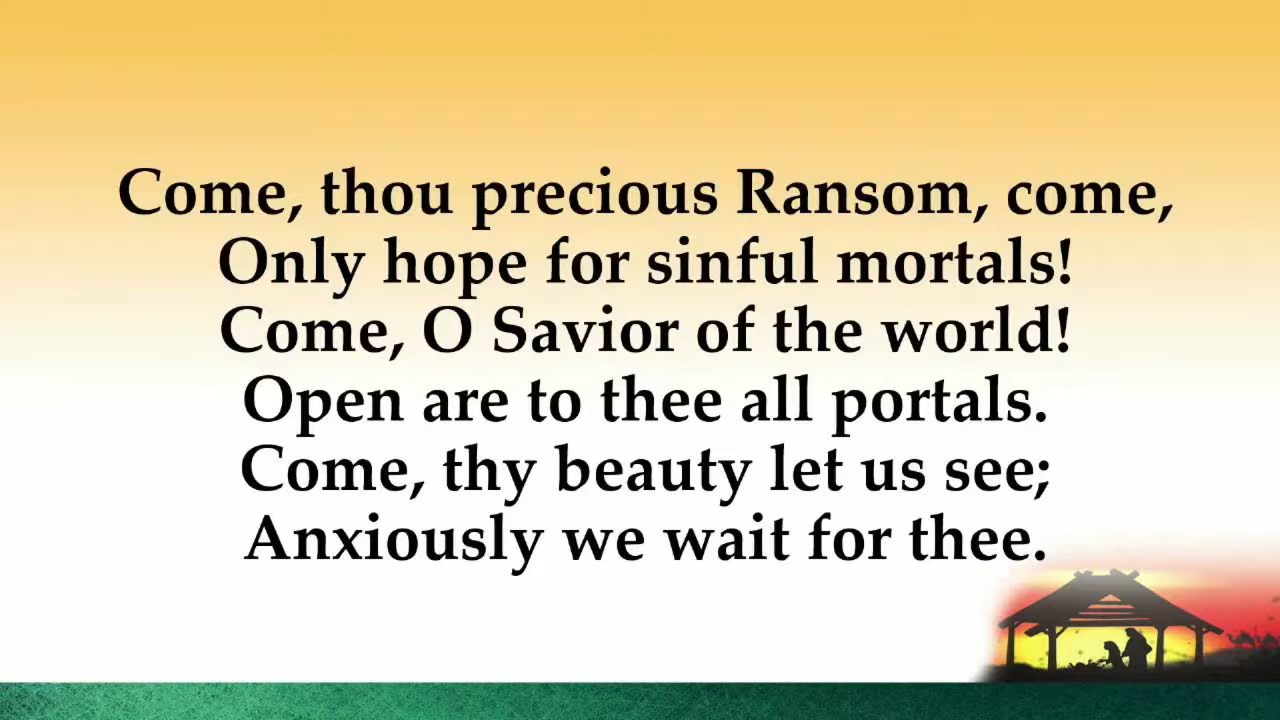 Come, thou precious Ransom, come,
Only hope for sinful mortals!
Come, O Savior of the world!
Open are to thee all portals.
Come, thy beauty let us see;
Anxiously we wait for thee.